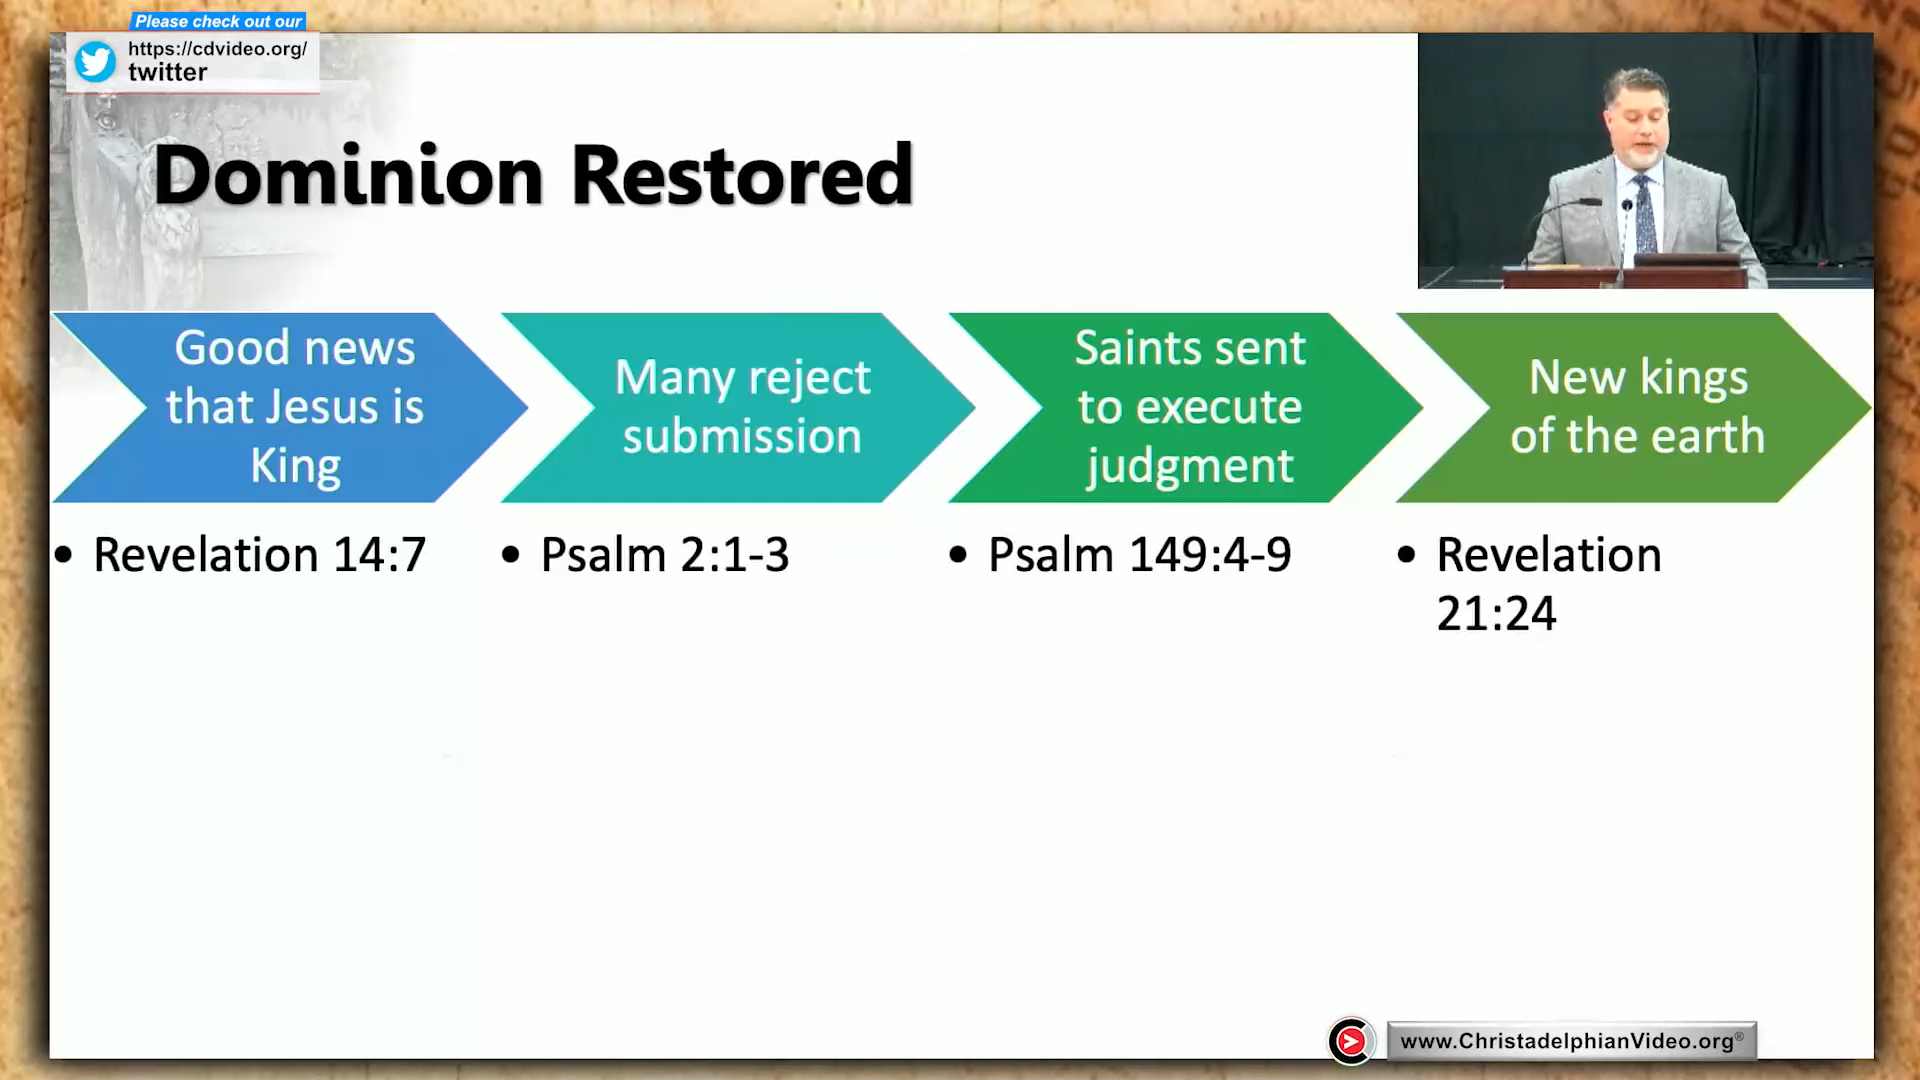 Please check out our
https://cdvideo.org/
twitter
Dominion Restored
Good news
that Jesus is
King
Many reject
submission
Saints sent
to execute
judgment
New kings
of the earth
• Revelation 14:7
• Psalm 2:1-3
• Psalm 149:4-9
• Revelation
21:24
www.ChristadelphianVideo.org®